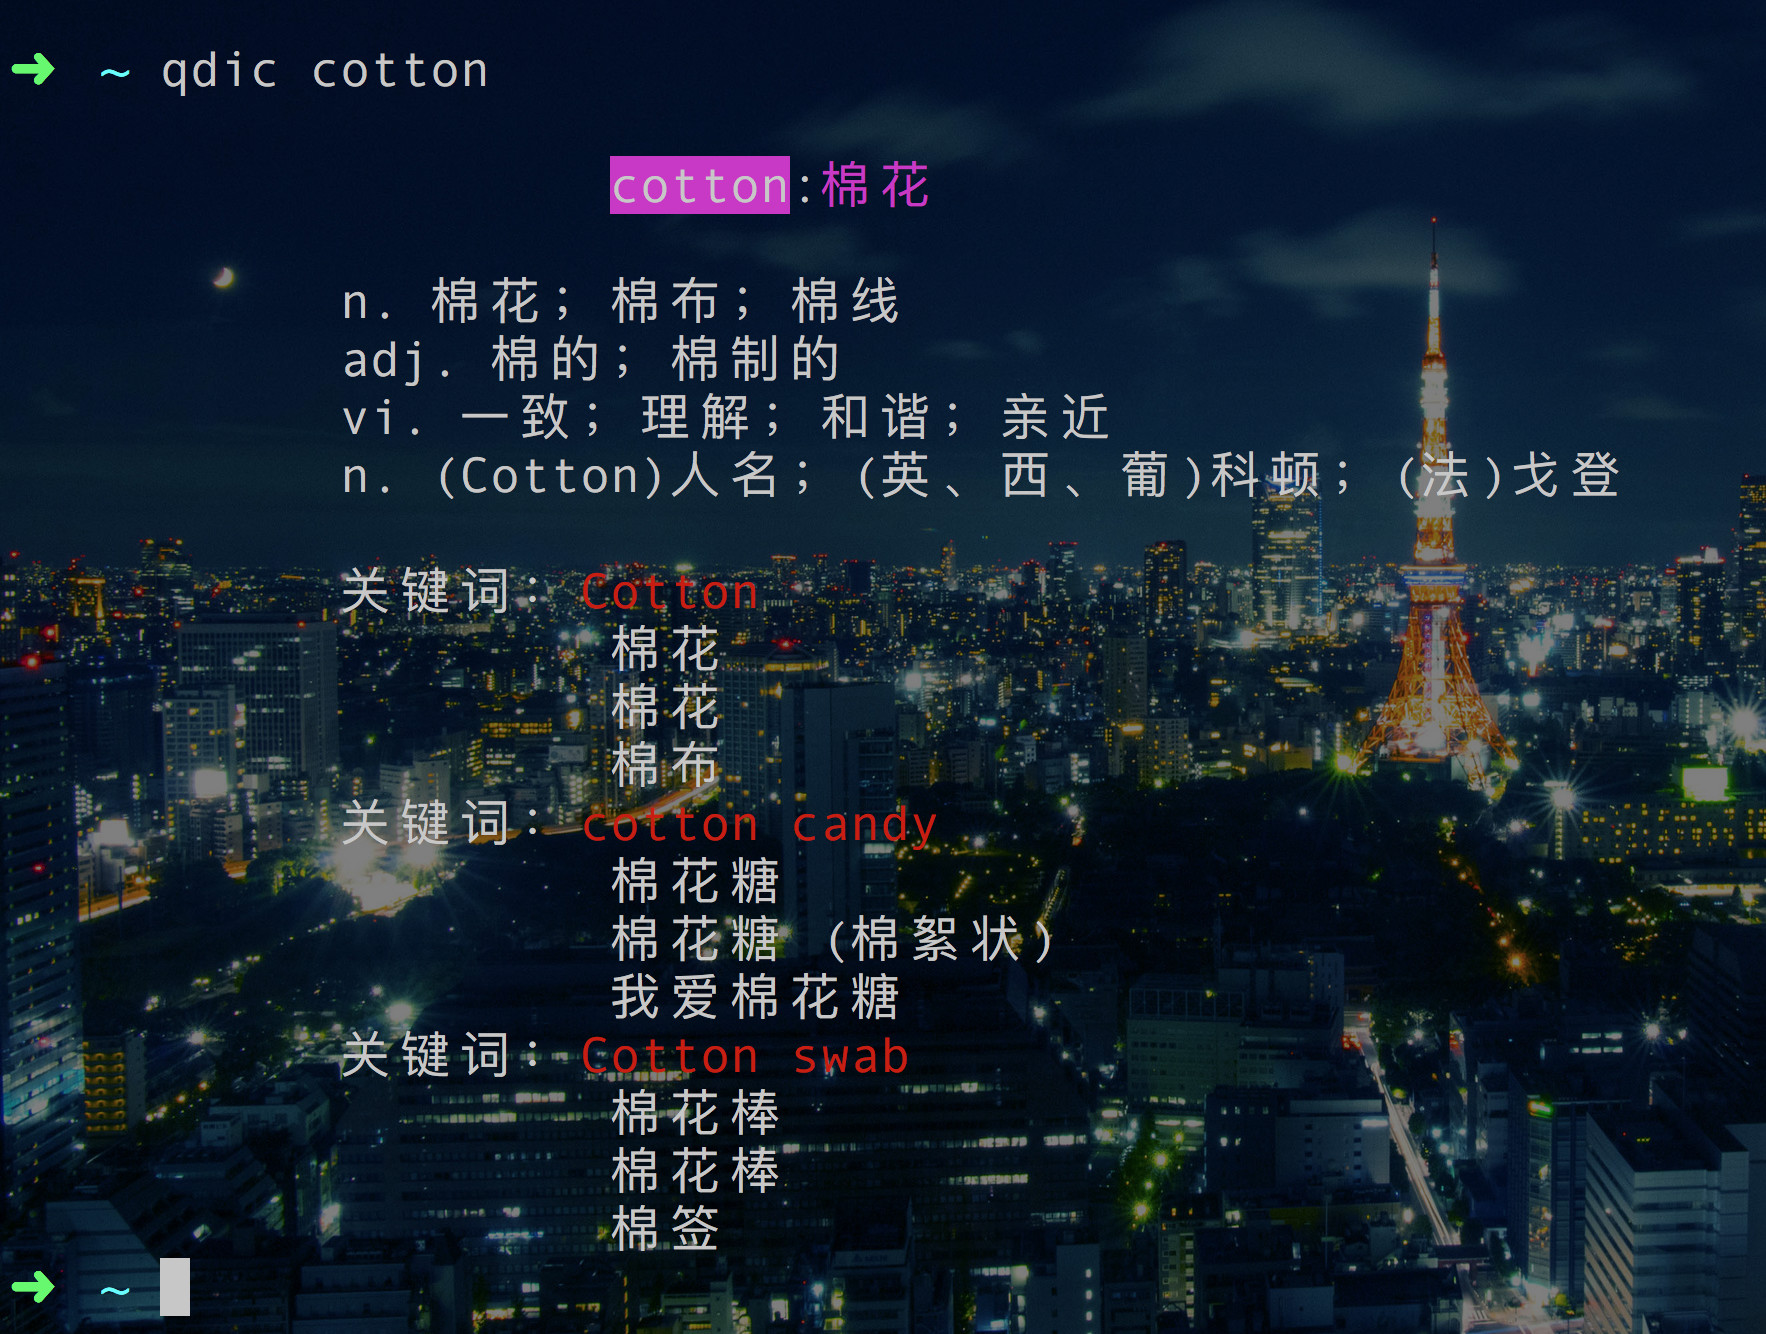 ➜ ~ qdic cotton
cotton:棉花
n. 棉花；棉布；棉线
adj. 棉的；棉制的
vi. 一致；理解；和谐；亲近
n. (Cotton)人名；(英、西、葡)科顿；(法)戈登
关键词：Cotton
棉花
棉花
棉布
关键词：cotton candy
棉花糖
棉花糖 (棉絮状)
我爱棉花糖
关键词：Cotton swab
棉花棒
棉花棒
棉签
➜ ~